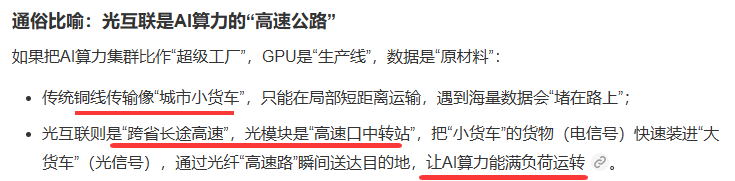 通俗比喻：光互联是AI算力的“高速公路”
如果把AI算力集群比作“超级工厂”，GPU是“生产线”，数据是“原材料”：
• 传统铜线传输像“城市小货车”，只能在局部短距离运输，遇到海量数据会“堵在路上”；
• 光互联则是“跨省长途高速”，光模块是“高速口中转站”，把“小货车”的货物（电信号）快速装进“大
货车”（光信号），通过光纤“高速路”瞬间送达目的地，让AI算力能满负荷运转 。